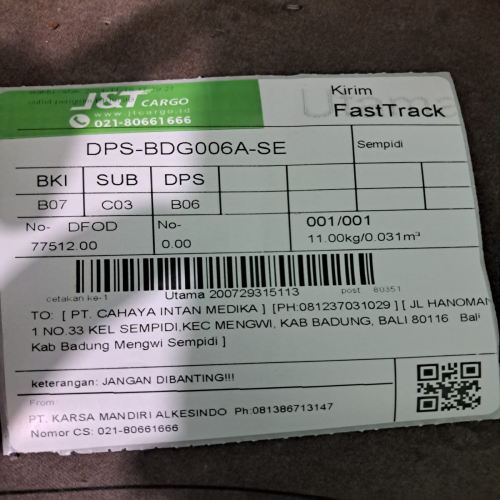 J&T CARGO
www.jtcargo.id
021-80661666
Kirim
Utama
FastTrack
DPS-BDG006A-SE
Sempidi
BKI SUB DPS
B07 C03 B06
No- DFOD
77512.00
No-
0.00
001/001
11.00kg/0.031m³
cetakan ke-1
Utama 200729315113
post 80351
TO: [ PT. CAHAYA INTAN MEDIKA ] [PH:081237031029 ] [ JL HANOMAN
1 NO.33 KEL SEMPIDI,KEC MENGWI, KAB BADUNG, BALI 80116 Bali
Kab Badung Mengwi Sempidi ]
keterangan: JANGAN DIBANTING!!!
From
PT. KARSA MANDIRI ALKESINDO Ph:081386713147
Nomor CS: 021-80661666